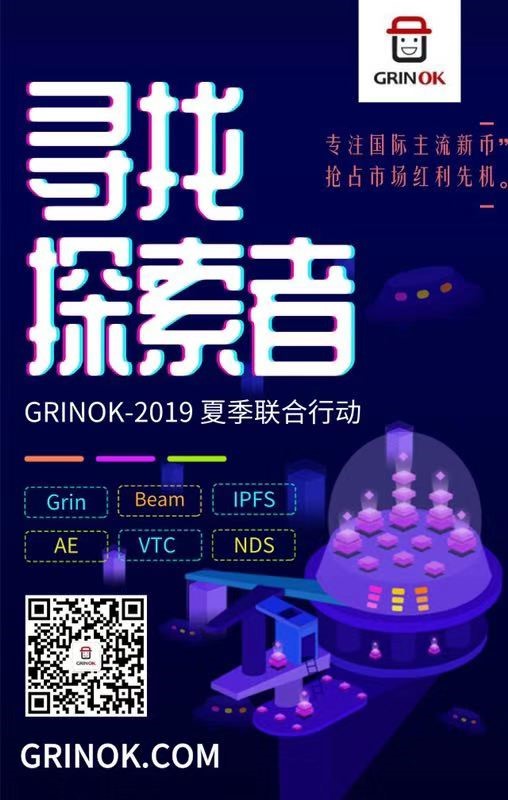 GRINOK
寻找
专注国际主流新币”
抢占市场红利先机。
探索者
GRINOK-2019 夏季联合行动
Grin
Beam
IPFS
AE
VTC
NDS
GRINOK
GRINOK.COM